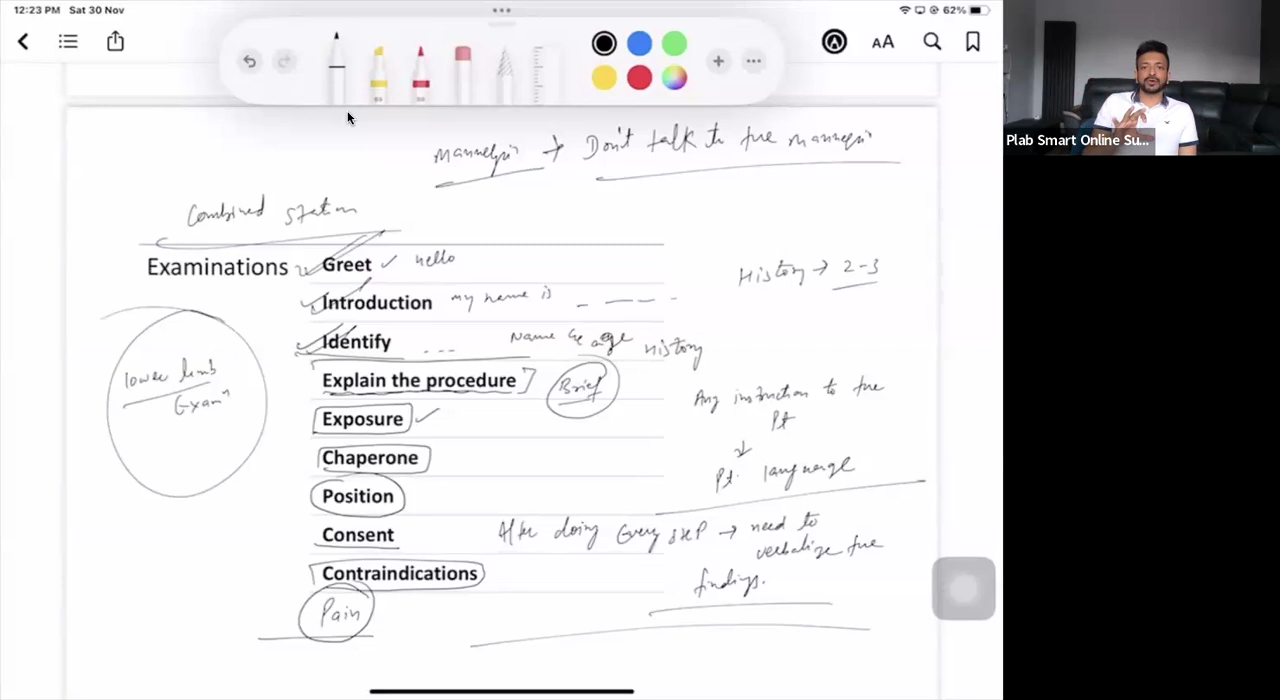 12:23 PM Sat 30 Nov
62%
AA
Plab Smart Online Su...
Mannequin → Don't talk to the mannequin
Combined Station
Examinations
Greet ✓ hello
Introduction my name is _ _ _ _
Identify ... Name & age History
Explain the procedure Brief
Exposure ✓
Chaperone
Position
Consent
Contraindications
Pain
lower limb
Examn
History → 2-3
Any instruction to the
Pt
↓
Pt. language
After doing Every step → need to
verbalize the
findings.